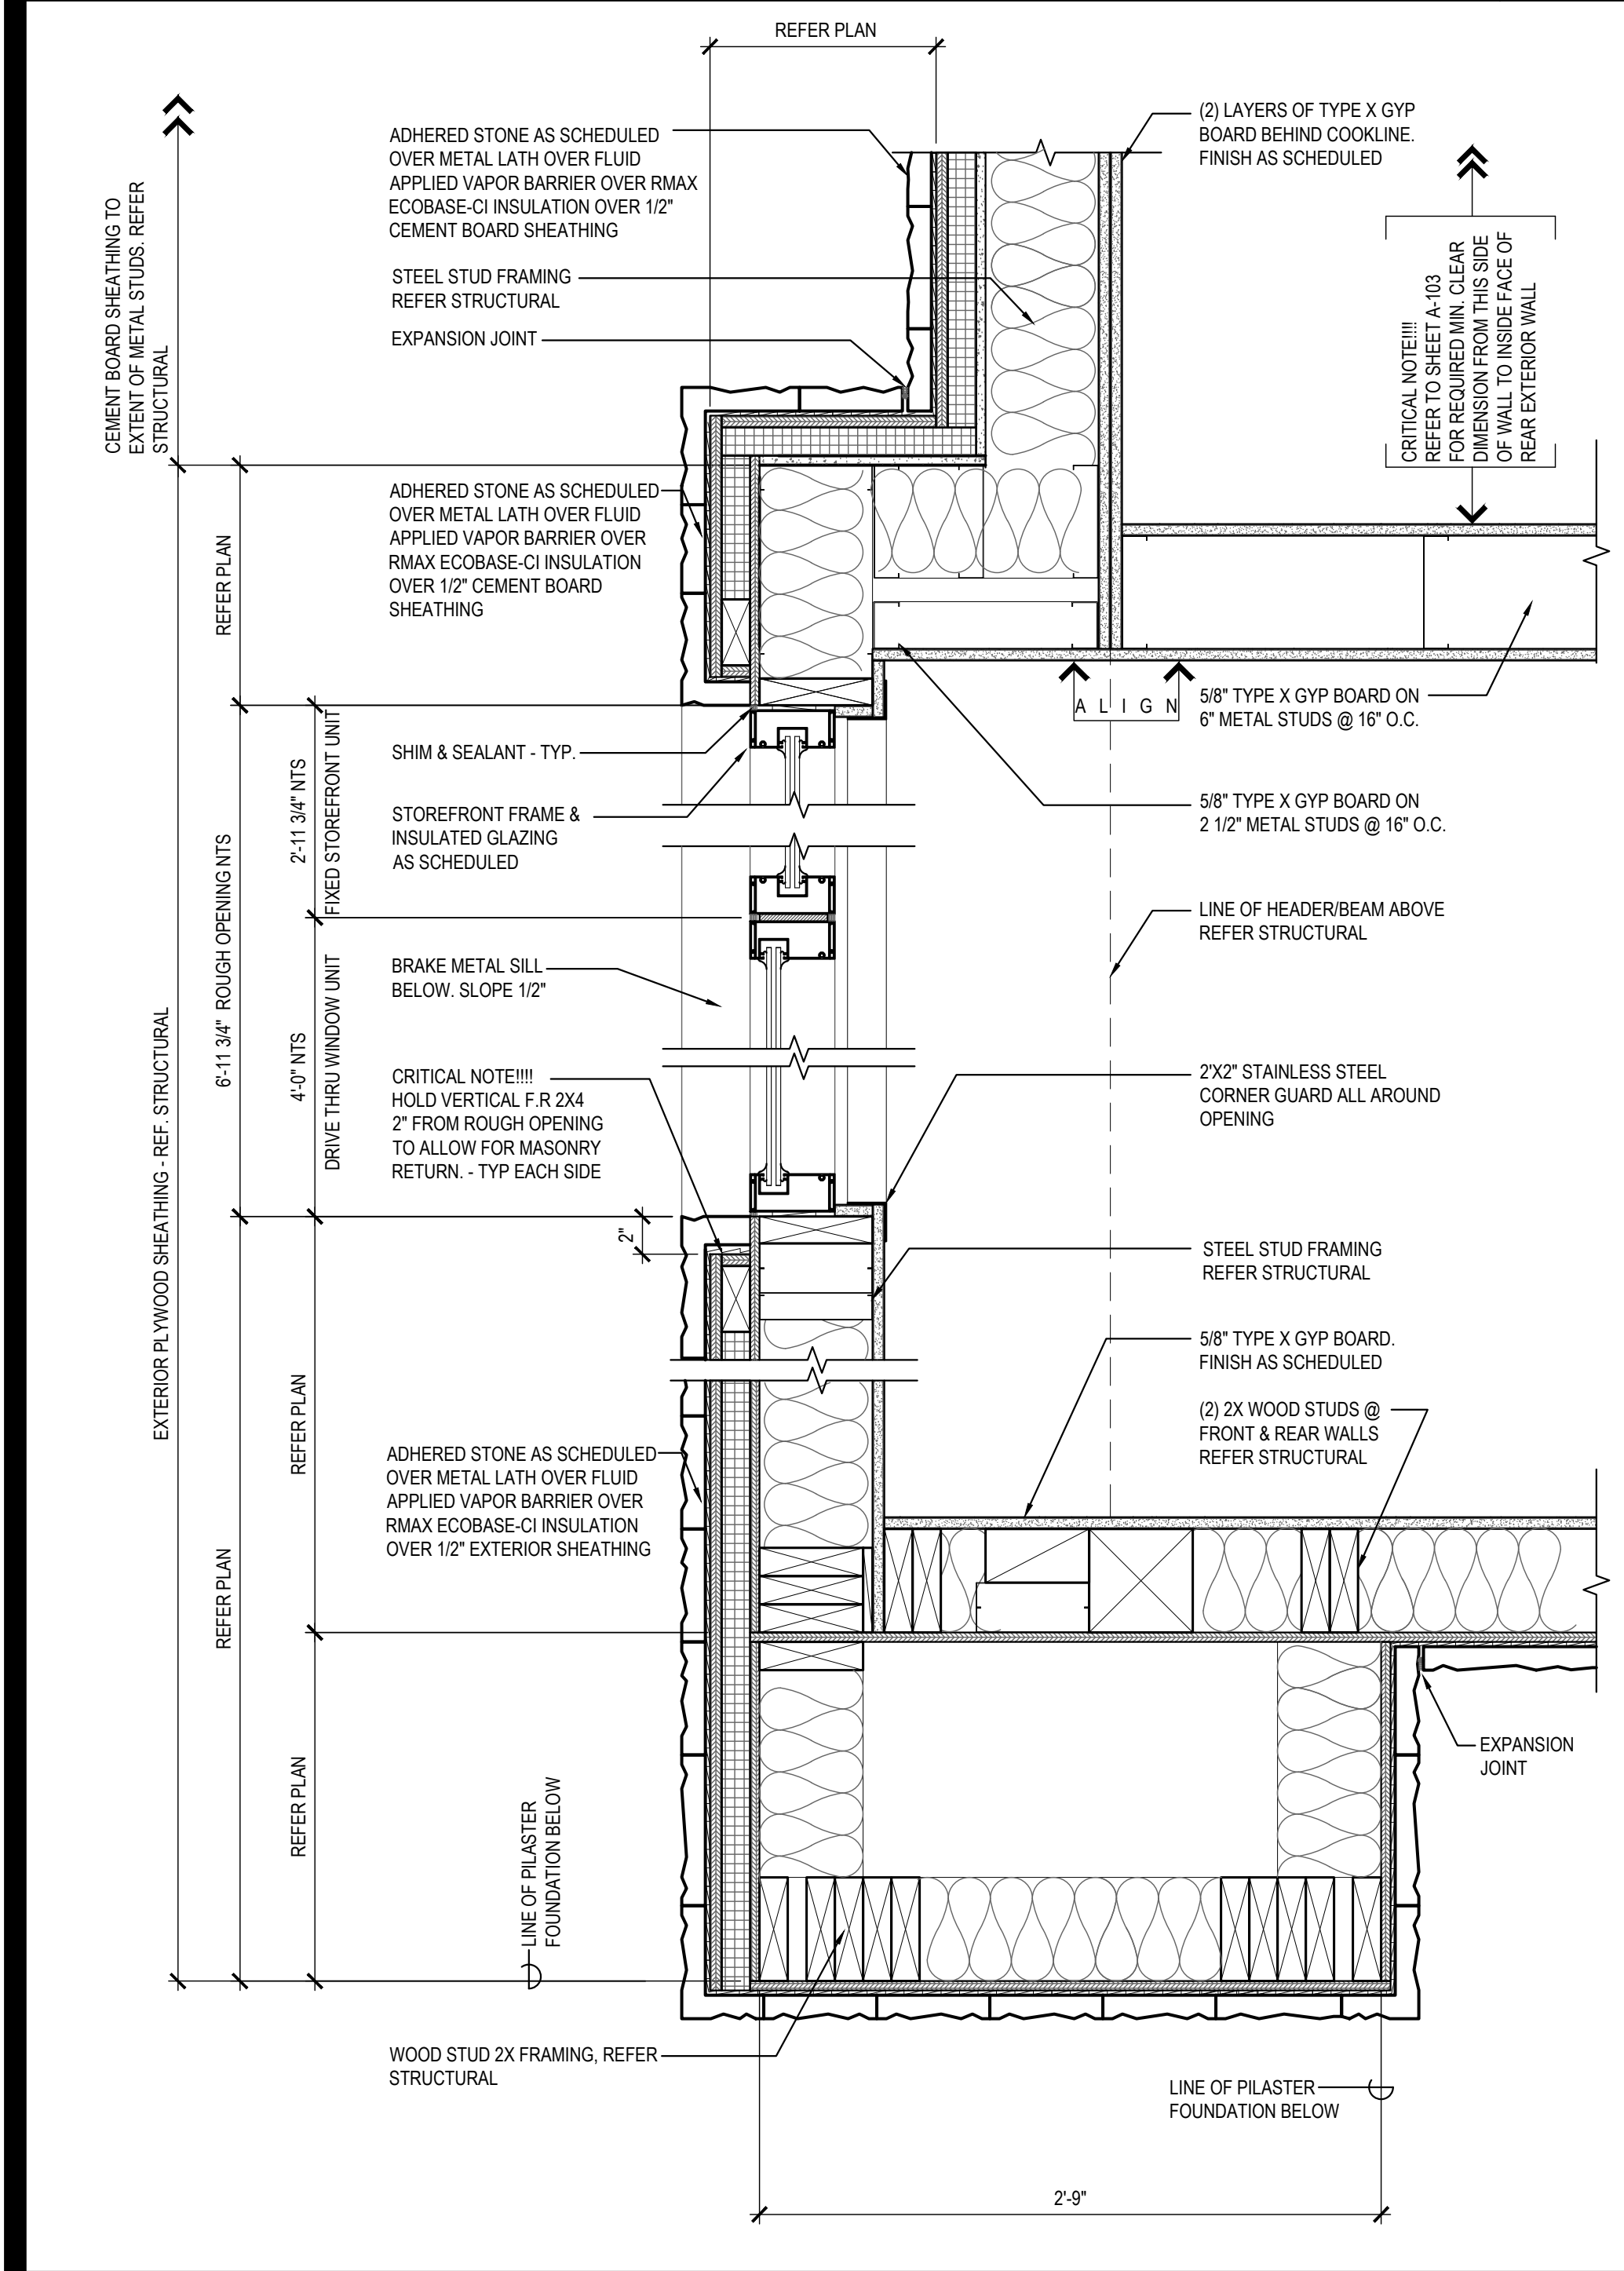 REFER PLAN
ADHERED STONE AS SCHEDULED
OVER METAL LATH OVER FLUID
APPLIED VAPOR BARRIER OVER RMAX
ECOBASE-CI INSULATION OVER 1/2"
CEMENT BOARD SHEATHING
(2) LAYERS OF TYPE X GYP
BOARD BEHIND COOKLINE.
FINISH AS SCHEDULED
CEMENT BOARD SHEATHING TO
EXTENT OF METAL STUDS. REFER
STRUCTURAL
STEEL STUD FRAMING
REFER STRUCTURAL
EXPANSION JOINT
CRITICAL NOTE!!!!
REFER TO SHEET A-103
FOR REQUIRED MIN. CLEAR
DIMENSION FROM THIS SIDE
OF WALL TO INSIDE FACE OF
REAR EXTERIOR WALL
ADHERED STONE AS SCHEDULED
OVER METAL LATH OVER FLUID
APPLIED VAPOR BARRIER OVER
RMAX ECOBASE-CI INSULATION
OVER 1/2" CEMENT BOARD
SHEATHING
REFER PLAN
ALIGN
5/8" TYPE X GYP BOARD ON
6" METAL STUDS @ 16" O.C.
SHIM & SEALANT - TYP.
2'-11 3/4" NTS
FIXED STOREFRONT UNIT
STOREFRONT FRAME &
INSULATED GLAZING
AS SCHEDULED
5/8" TYPE X GYP BOARD ON
2 1/2" METAL STUDS @ 16" O.C.
6'-11 3/4" ROUGH OPENING NTS
LINE OF HEADER/BEAM ABOVE
REFER STRUCTURAL
BRAKE METAL SILL
BELOW. SLOPE 1/2"
4'-0" NTS
DRIVE THRU WINDOW UNIT
EXTERIOR PLYWOOD SHEATHING - REF. STRUCTURAL
CRITICAL NOTE!!!!
HOLD VERTICAL F.R 2X4
2" FROM ROUGH OPENING
TO ALLOW FOR MASONRY
RETURN. - TYP EACH SIDE
2'X2" STAINLESS STEEL
CORNER GUARD ALL AROUND
OPENING
2"
STEEL STUD FRAMING
REFER STRUCTURAL
5/8" TYPE X GYP BOARD.
FINISH AS SCHEDULED
REFER PLAN
(2) 2X WOOD STUDS @
FRONT & REAR WALLS
REFER STRUCTURAL
ADHERED STONE AS SCHEDULED
OVER METAL LATH OVER FLUID
APPLIED VAPOR BARRIER OVER
RMAX ECOBASE-CI INSULATION
OVER 1/2" EXTERIOR SHEATHING
REFER PLAN
EXPANSION
JOINT
REFER PLAN
LINE OF PILASTER
FOUNDATION BELOW
WOOD STUD 2X FRAMING, REFER
STRUCTURAL
LINE OF PILASTER
FOUNDATION BELOW
2'-9"